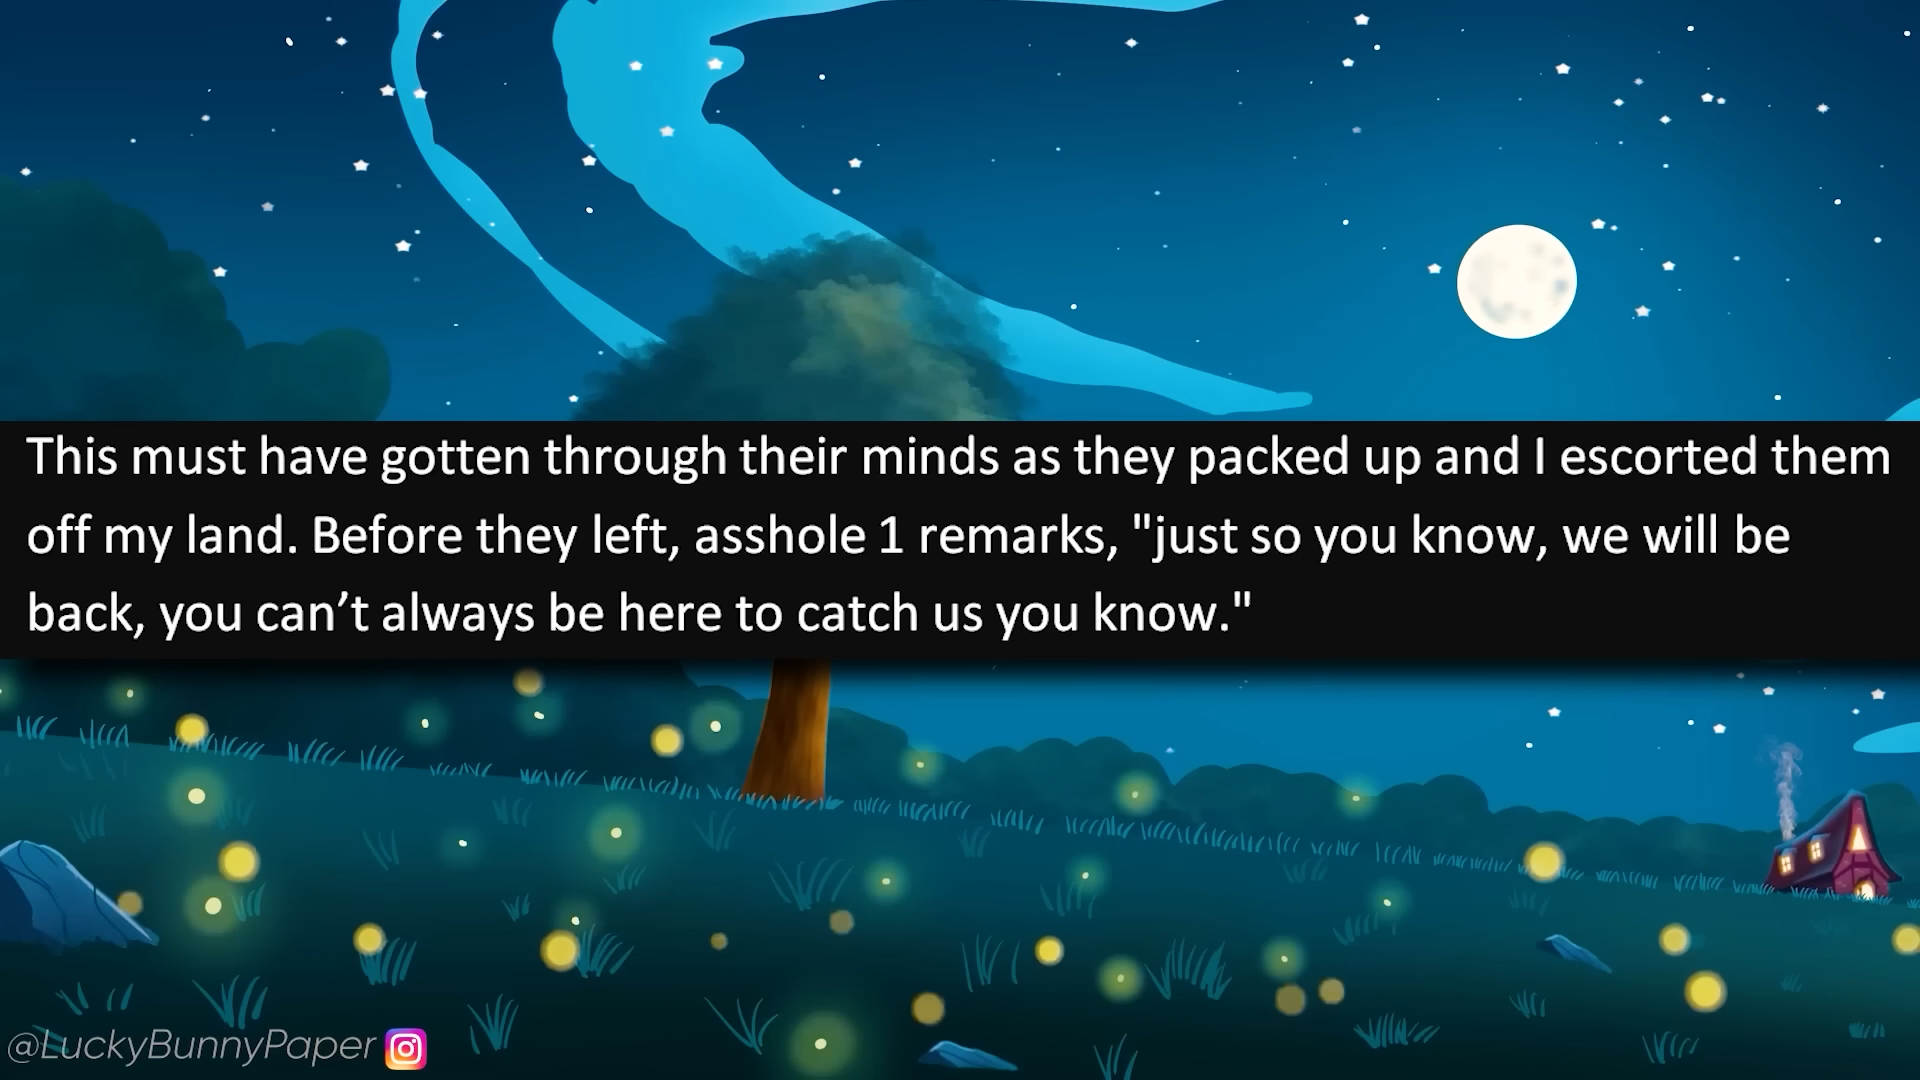 This must have gotten through their minds as they packed up and I escorted them
off my land. Before they left, asshole 1 remarks, "just so you know, we will be
back, you can’t always be here to catch us you know."
@LuckyBunnyPaper